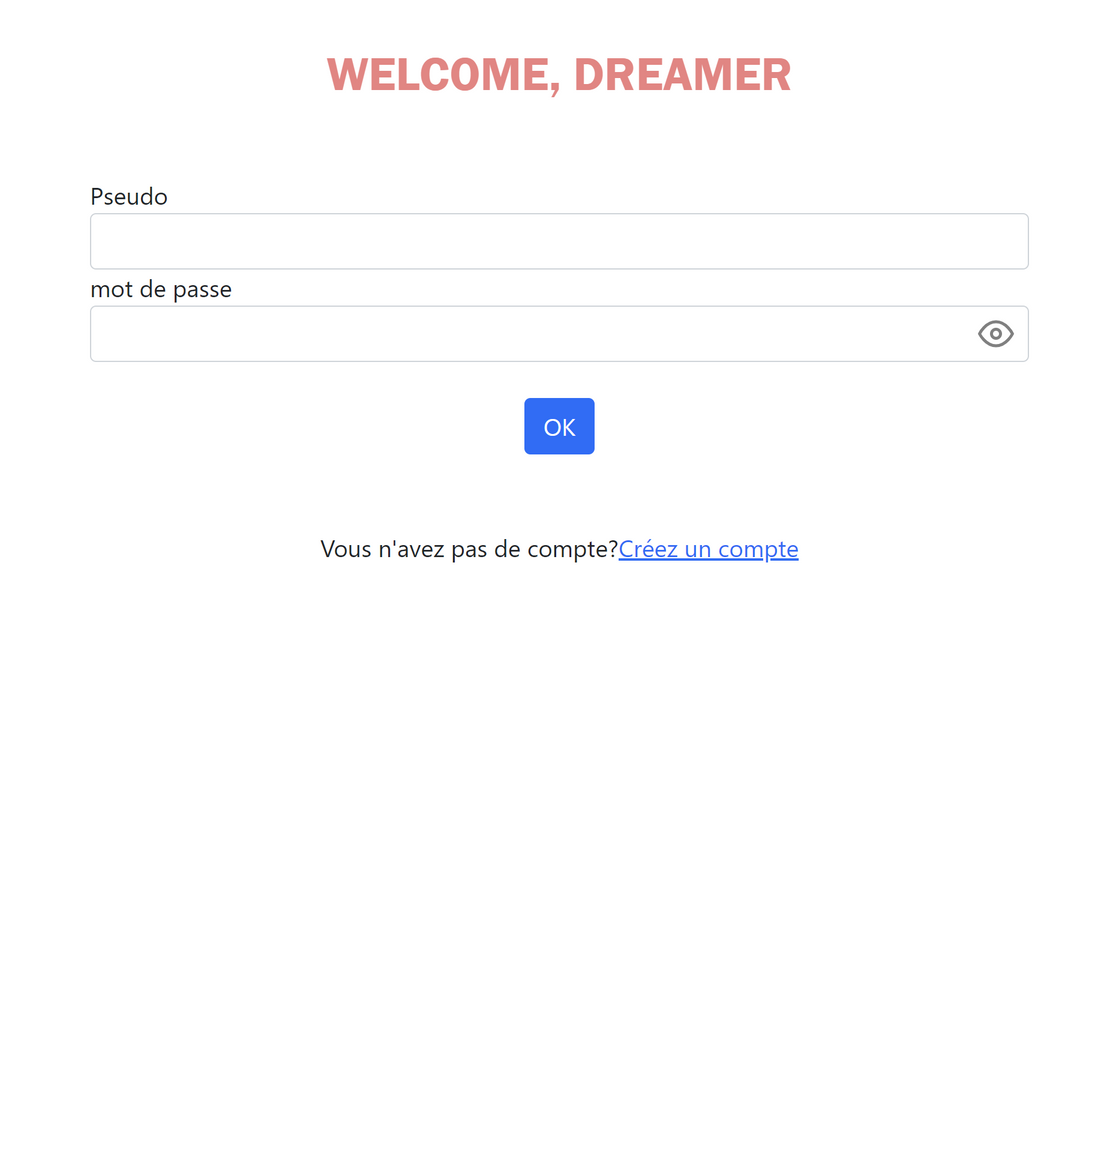 WELCOME, DREAMER
Pseudo
mot de passe
OK
Vous n'avez pas de compte?Créez un compte